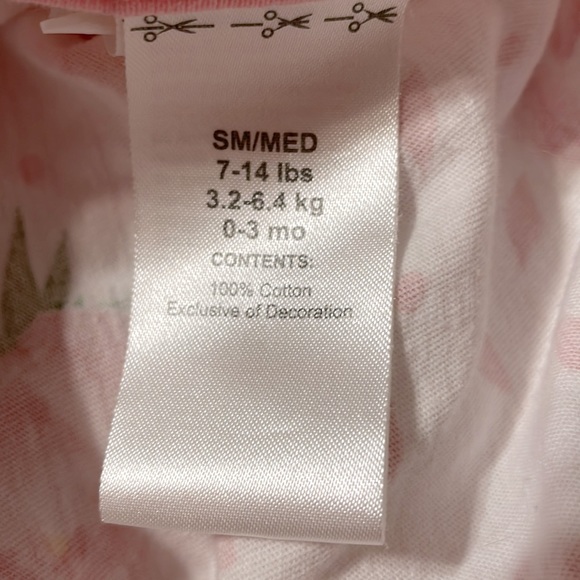 SM/MED
7-14 lbs
3.2-6.4 kg
0-3 mo
CONTENTS:
100% Cotton
Exclusive of Decoration